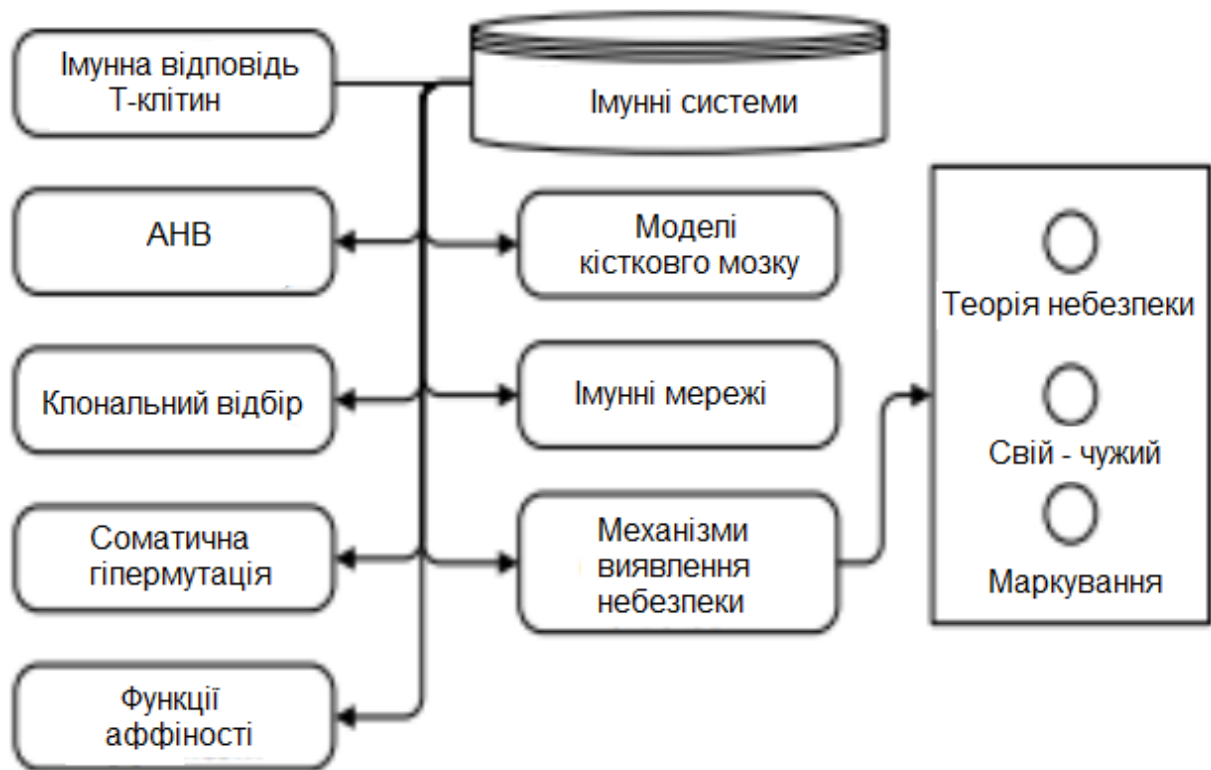 Імунна відповідь
Т-клітин
Імунні системи
АНВ
Моделі
кісткового мозку
Клональний відбір
Імунні мережі
Соматична
гіпермутація
Механізми
виявлення
небезпеки
Функції
аффіності
Теорія небезпеки
Свій - чужий
Маркування